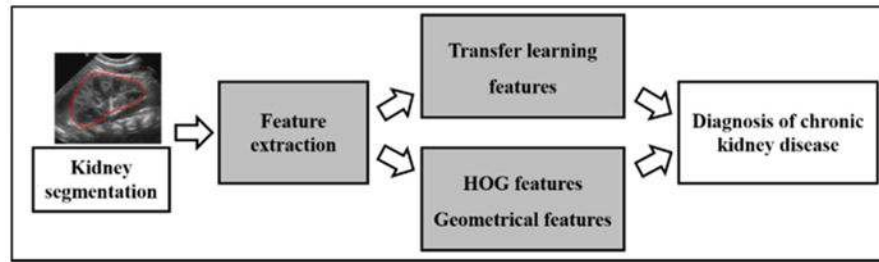 Kidney
segmentation
Feature
extraction
Transfer learning
features
HOG features
Geometrical features
Diagnosis of chronic
kidney disease